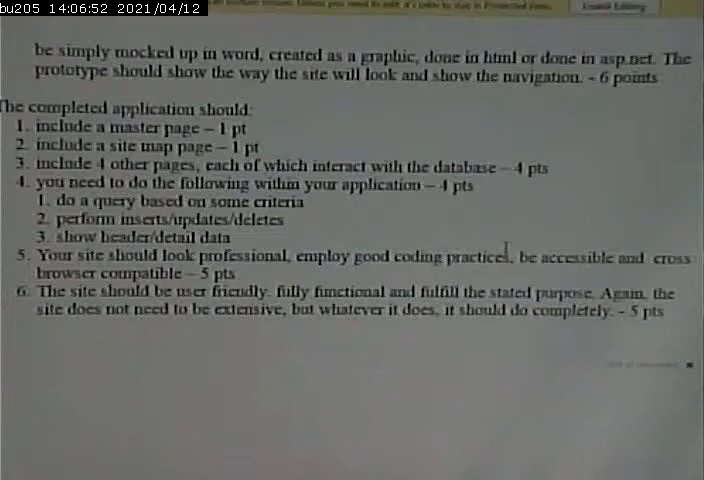 bu205 14:06:52 2021/04/12
Enable Editing
be simply mocked up in word, created as a graphic, done in html or done in asp.net. The
prototype should show the way the site will look and show the navigation. - 6 points
The completed application should:
1. include a master page – 1 pt
2. include a site map page – 1 pt
3. include 4 other pages, each of which interact with the database – 4 pts
4. you need to do the following within your application – 4 pts
1. do a query based on some criteria
2. perform inserts/updates/deletes
3. show header/detail data
5. Your site should look professional, employ good coding practices, be accessible and cross
browser compatible – 5 pts
6. The site should be user friendly, fully functional and fulfill the stated purpose. Again, the
site does not need to be extensive, but whatever it does, it should do completely. - 5 pts